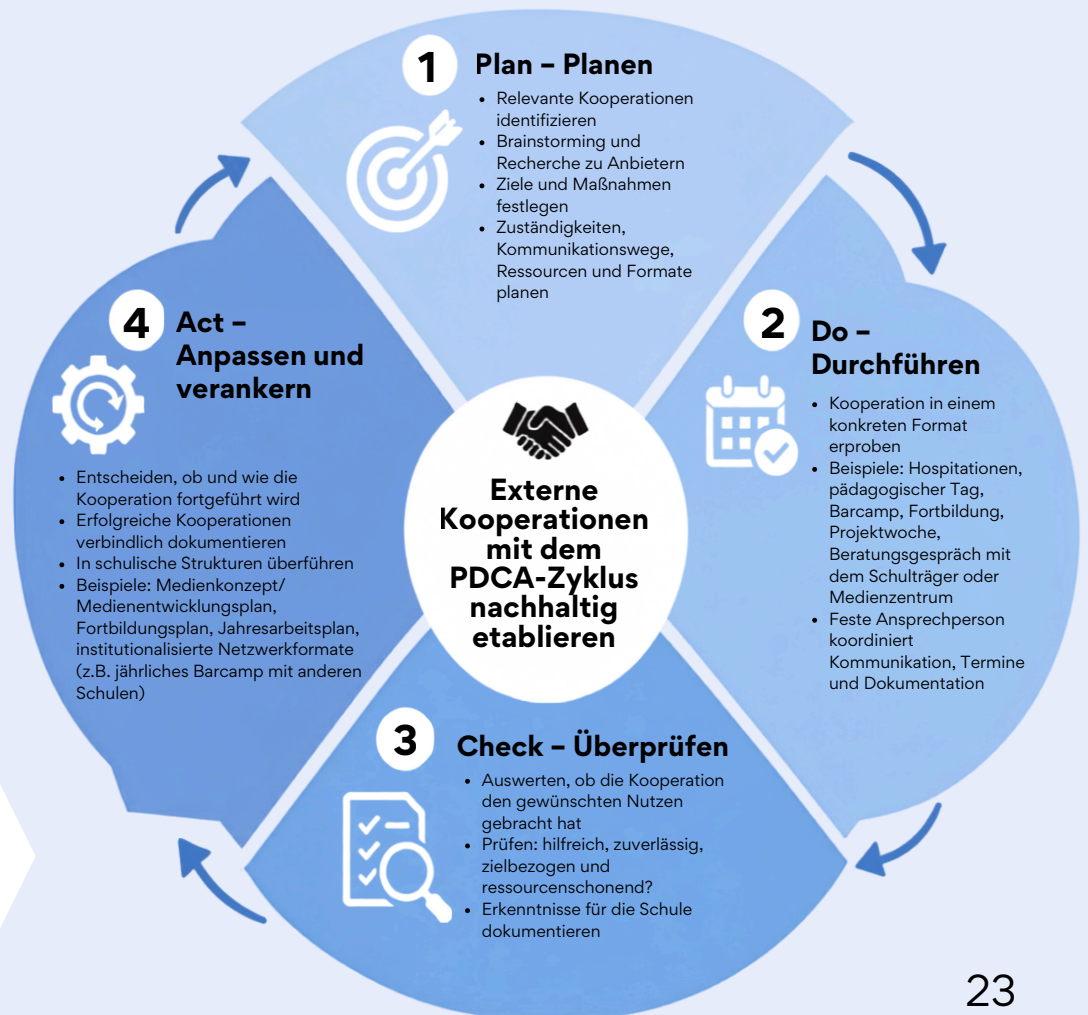 1
Plan – Planen
• Relevante Kooperationen
identifizieren
• Brainstorming und
Recherche zu Anbietern
• Ziele und Maßnahmen
festlegen
• Zuständigkeiten,
Kommunikationswege,
Ressourcen und Formate
planen
2
Do –
Durchführen
• Kooperation in einem
konkreten Format
erproben
• Beispiele: Hospitationen,
pädagogischer Tag,
Barcamp, Fortbildung,
Projektwoche,
Beratungsgespräch mit
dem Schulträger oder
Medienzentrum
• Feste Ansprechperson
koordiniert
Kommunikation, Termine
und Dokumentation
3
Check – Überprüfen
• Auswerten, ob die Kooperation
den gewünschten Nutzen
gebracht hat
• Prüfen: hilfreich, zuverlässig,
zielbezogen und
ressourcenschonend?
• Erkenntnisse für die Schule
dokumentieren
4
Act –
Anpassen und
verankern
• Entscheiden, ob und wie die
Kooperation fortgeführt wird
• Erfolgreiche Kooperationen
verbindlich dokumentieren
• In schulische Strukturen überführen
• Beispiele: Medienkonzept/
Medienentwicklungsplan,
Fortbildungsplan, Jahresarbeitsplan,
institutionalisierte Netzwerkformate
(z.B. jährliches Barcamp mit anderen
Schulen)
Externe
Kooperationen
mit dem
PDCA-Zyklus
nachhaltig
etablieren
23